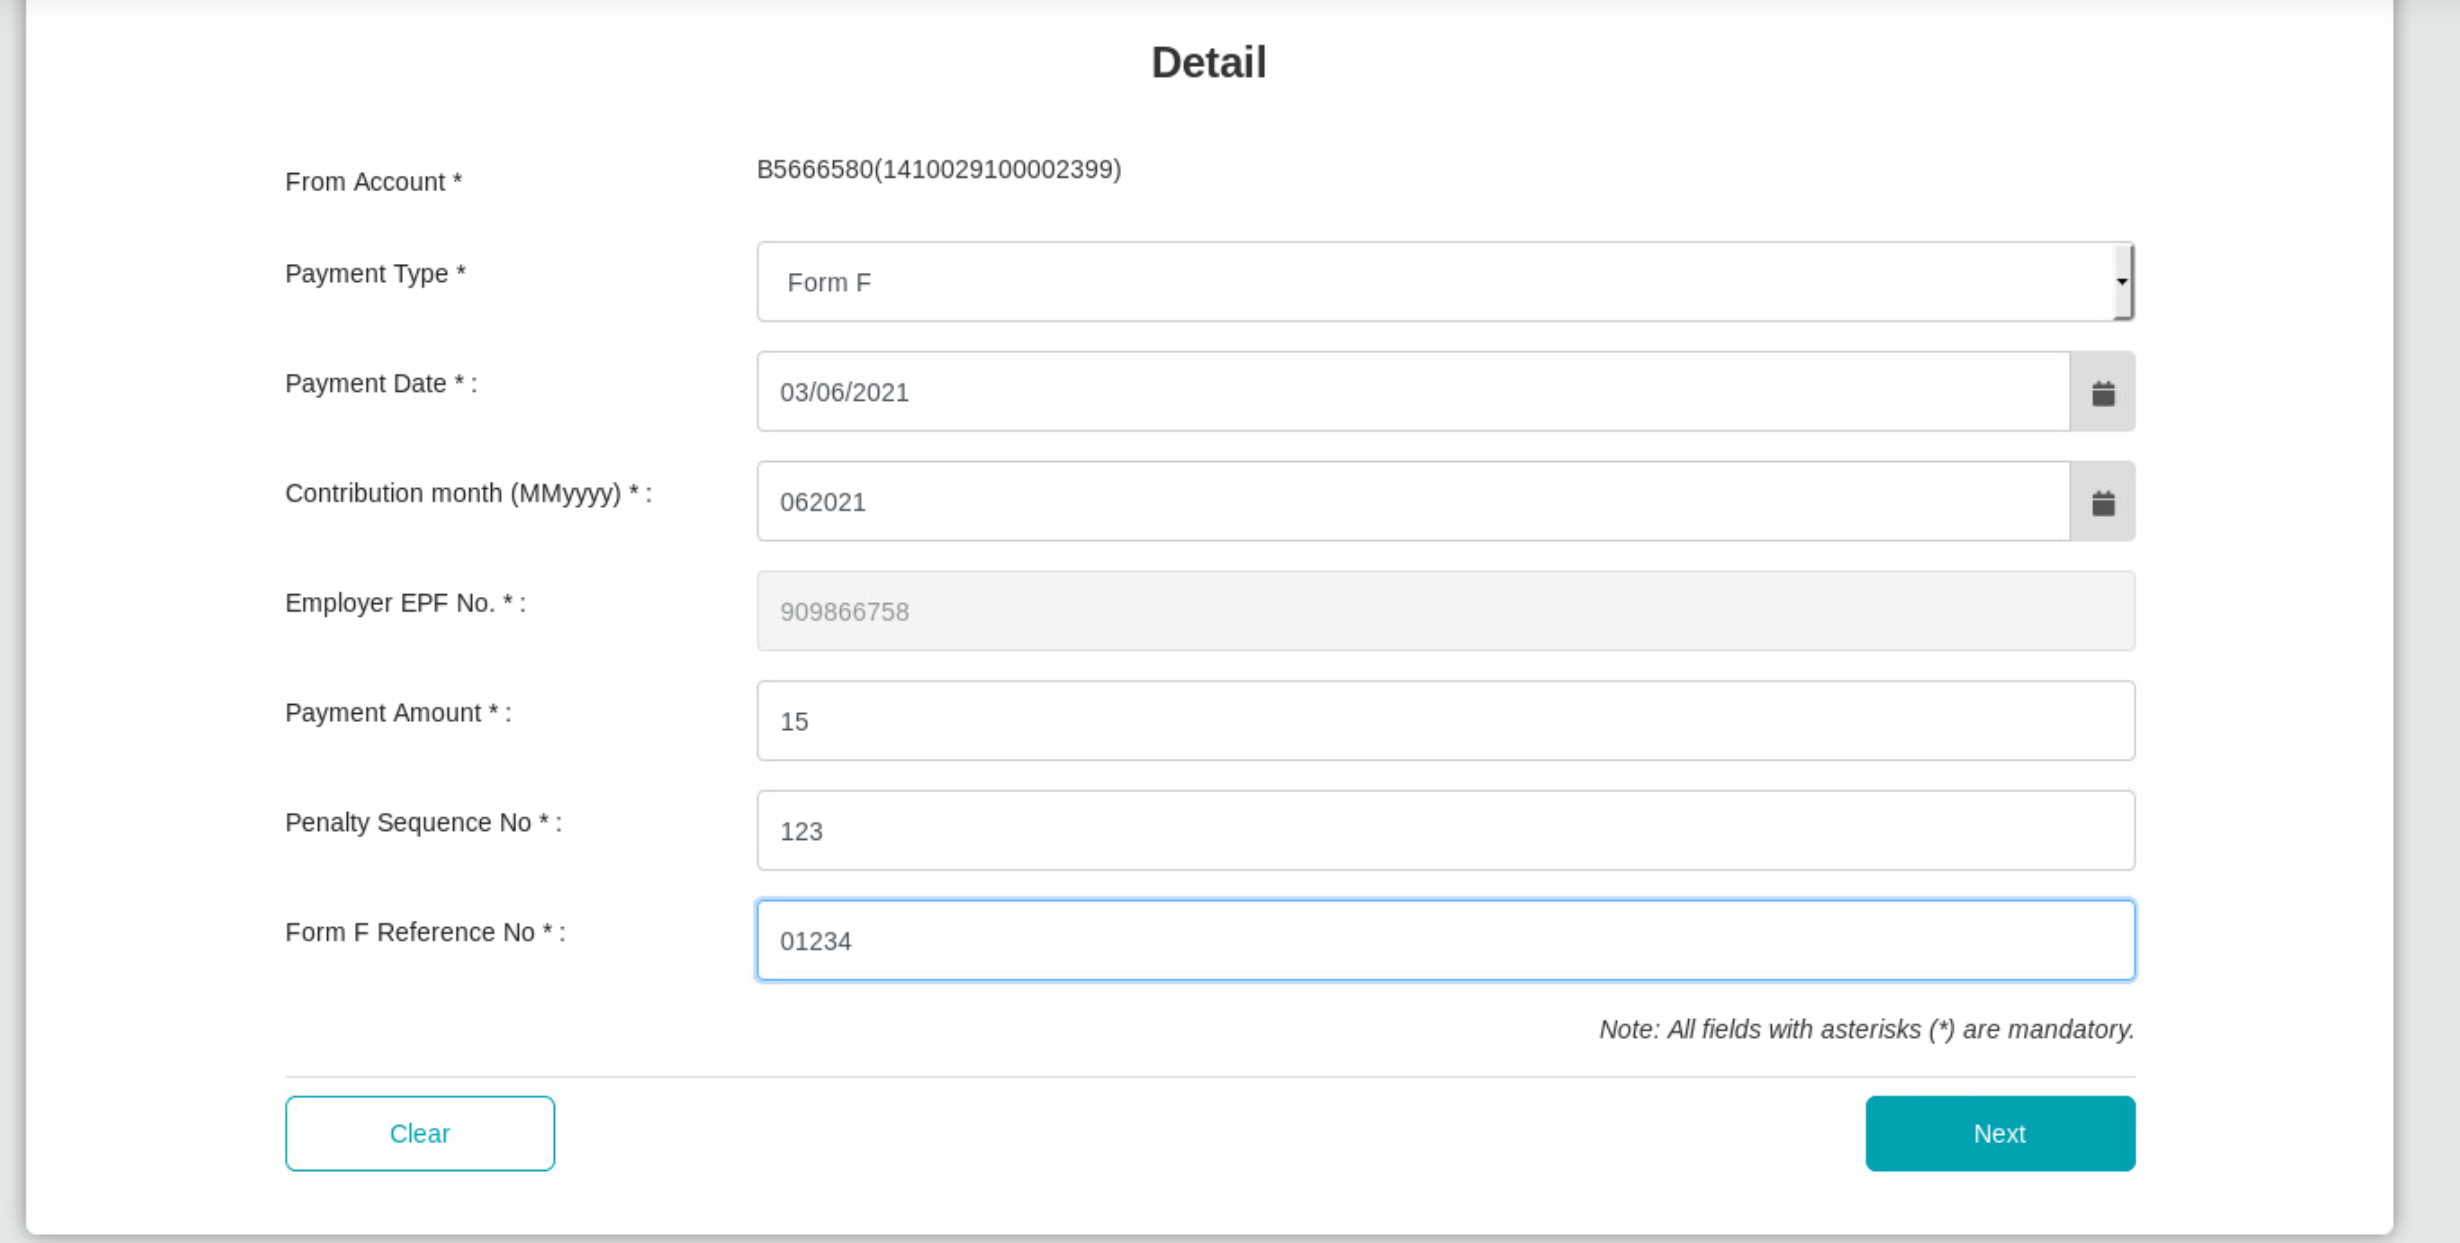 Detail
From Account *
B5666580(1410029100002399)
Payment Type *
Form F
Payment Date * :
03/06/2021
Contribution month (MMyyyy) * :
062021
Employer EPF No. * :
909866758
Payment Amount * :
15
Penalty Sequence No * :
123
Form F Reference No * :
01234
Note: All fields with asterisks (*) are mandatory.
Clear
Next